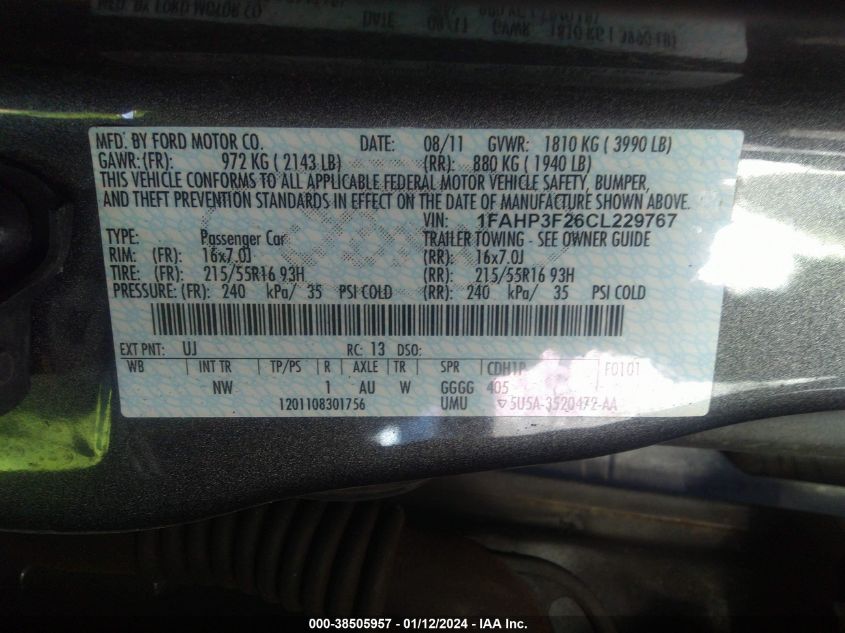 MFD. BY FORD MOTOR CO.
DATE: 08/11 GVWR: 1810 KG ( 3990 LB)
GAWR:(FR): 972 KG ( 2143 LB) (RR): 880 KG ( 1940 LB)
THIS VEHICLE CONFORMS TO ALL APPLICABLE FEDERAL MOTOR VEHICLE SAFETY, BUMPER,
AND THEFT PREVENTION STANDARDS IN EFFECT ON THE DATE OF MANUFACTURE SHOWN ABOVE.
VIN: 1FAHP3F26CL229767
TYPE: Passenger Car TRAILER TOWING - SEE OWNER GUIDE
RIM: (FR): 16x7.0J (RR): 16x7.0J
TIRE: (FR): 215/55R16 93H (RR): 215/55R16 93H
PRESSURE: (FR): 240 kPa/ 35 PSI COLD (RR): 240 kPa/ 35 PSI COLD
EXT PNT: UJ RC: 13 DSO:
WB INT TR TP/PS R AXLE TR SPR CDH1P F0101
NW 1 AU W GGGG 405
1201108301756 UMU 5U5A-3520472-AA
000-38505957 - 01/12/2024 - IAA Inc.